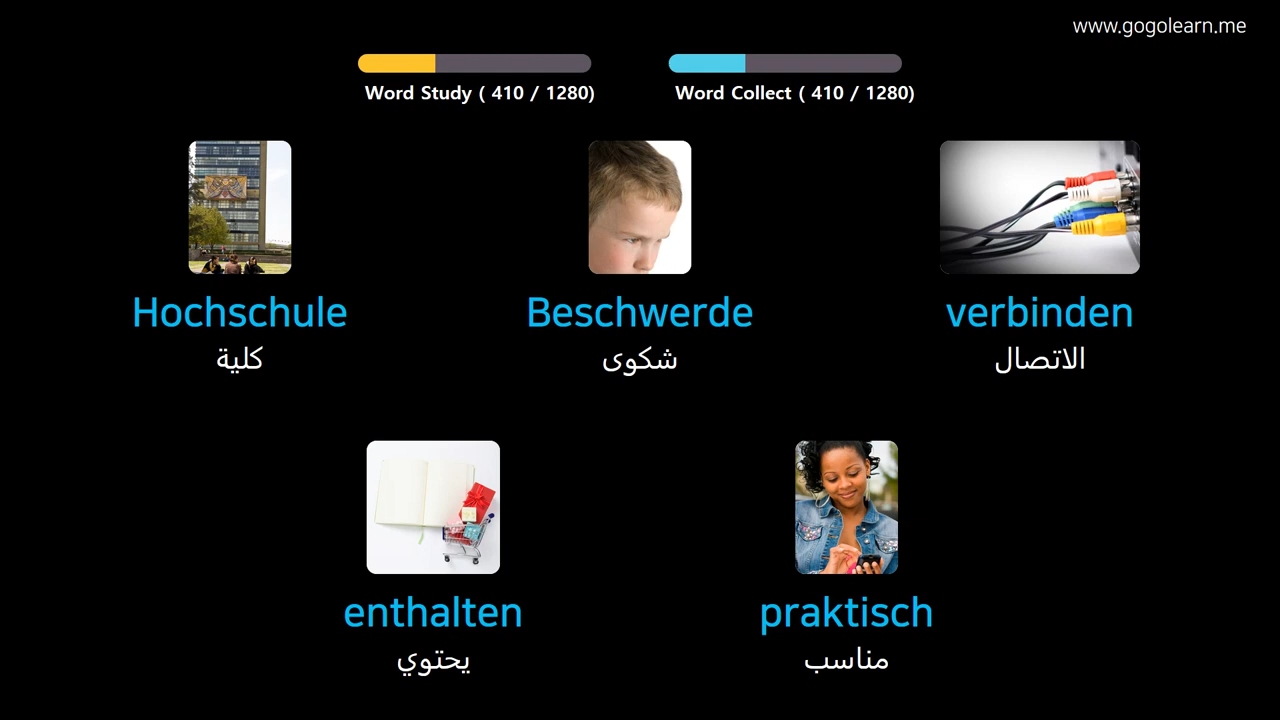 www.gogolearn.me
Word Study ( 410 / 1280)
Word Collect ( 410 / 1280)
Hochschule
كلية
Beschwerde
شكوى
verbinden
الاتصال
enthalten
يحتوي
praktisch
مناسب